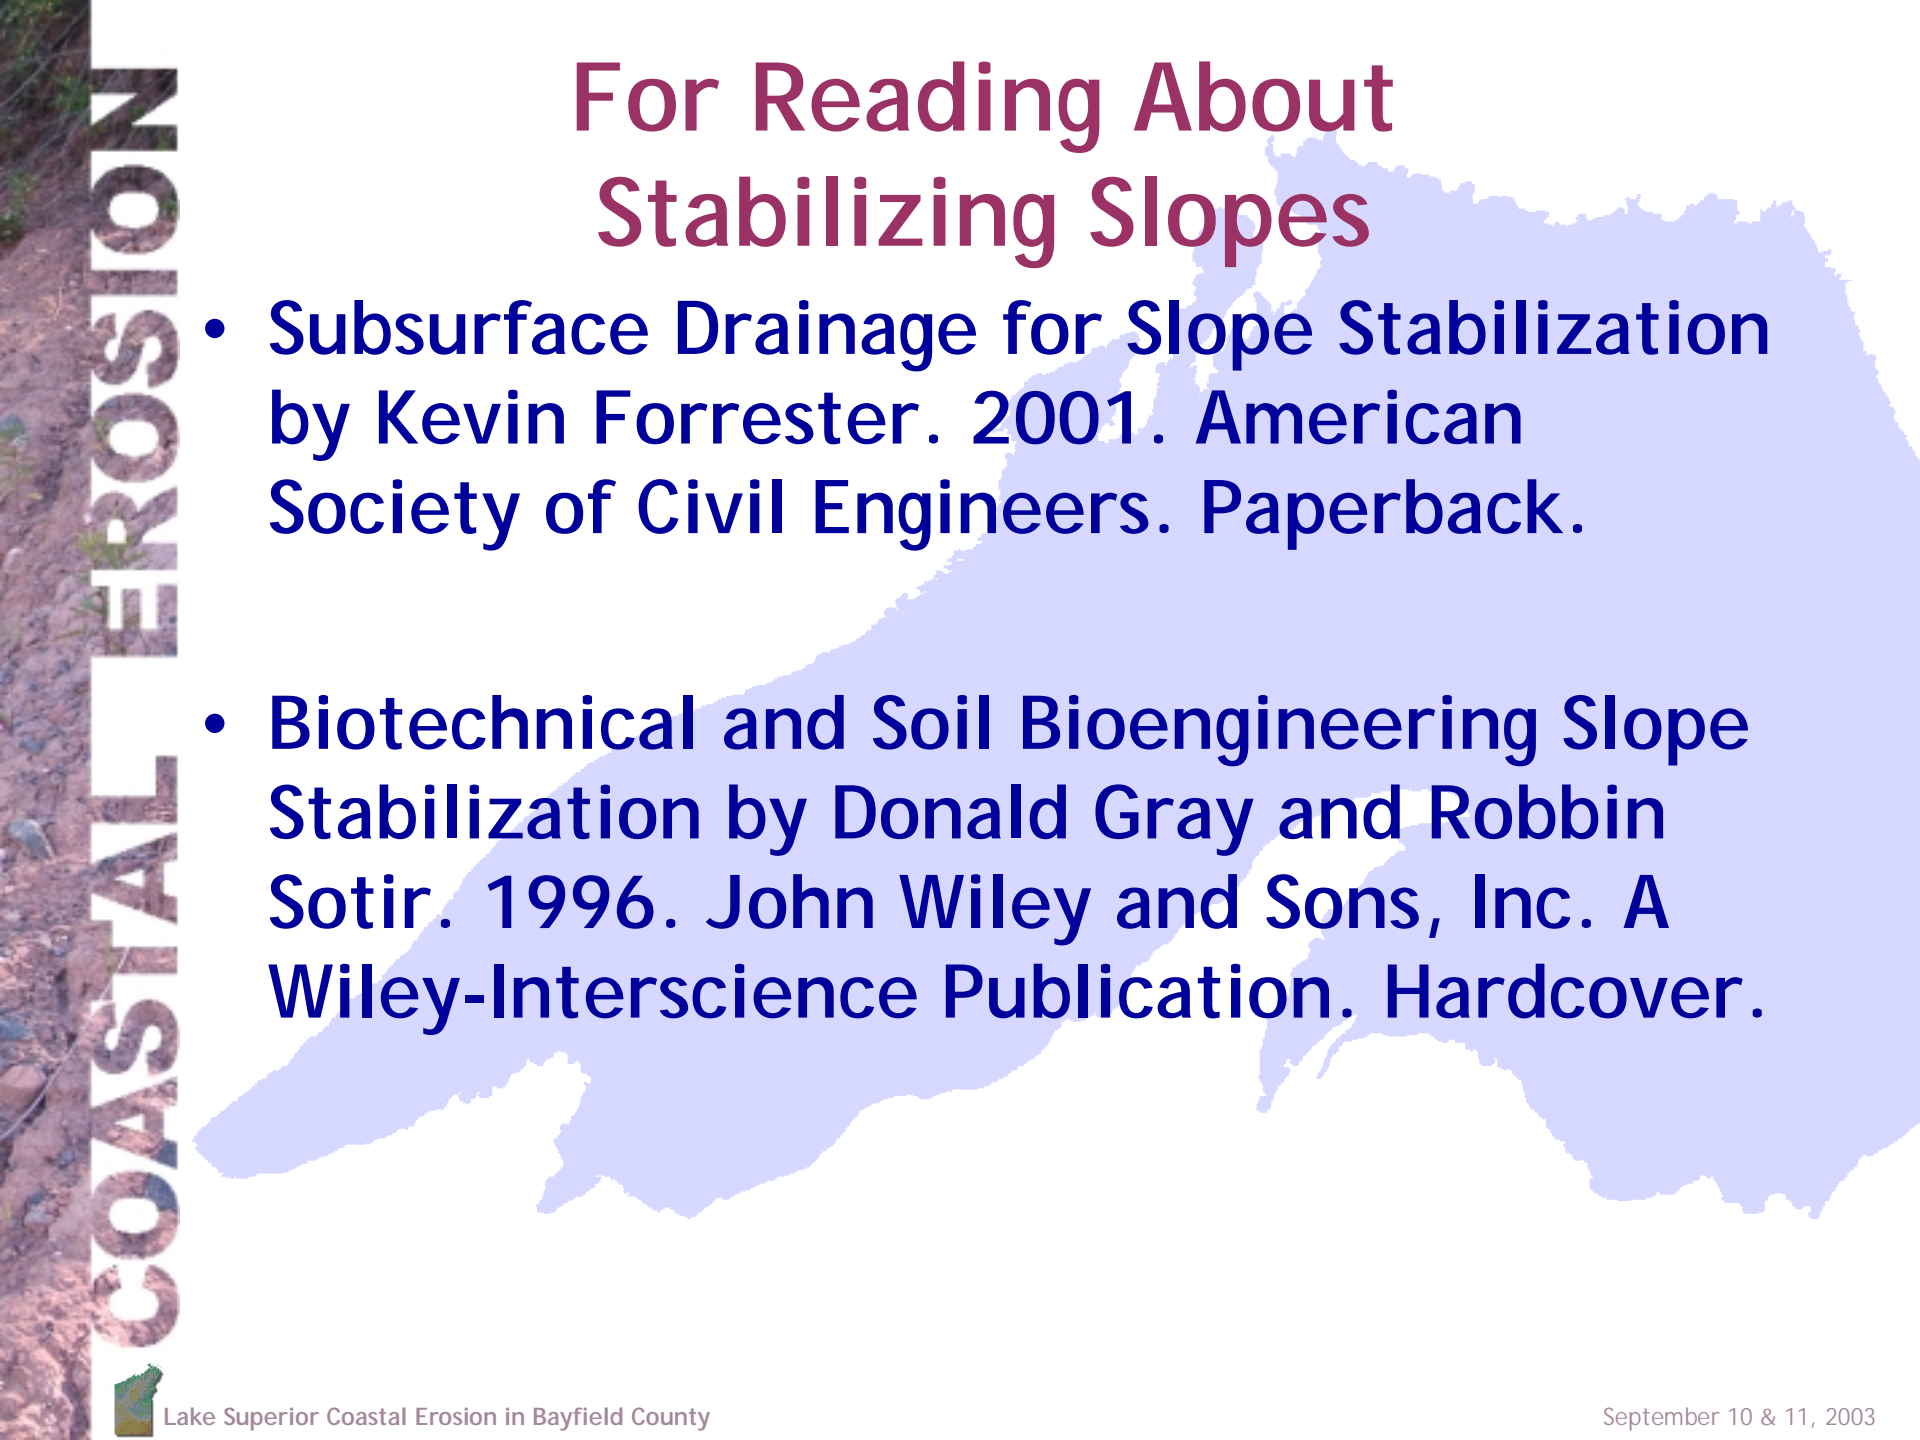 COASTAL EROSION
For Reading About
Stabilizing Slopes
• Subsurface Drainage for Slope Stabilization
by Kevin Forrester. 2001. American
Society of Civil Engineers. Paperback.
• Biotechnical and Soil Bioengineering Slope
Stabilization by Donald Gray and Robbin
Sotir. 1996. John Wiley and Sons, Inc. A
Wiley-Interscience Publication. Hardcover.
Lake Superior Coastal Erosion in Bayfield County
September 10 & 11, 2003